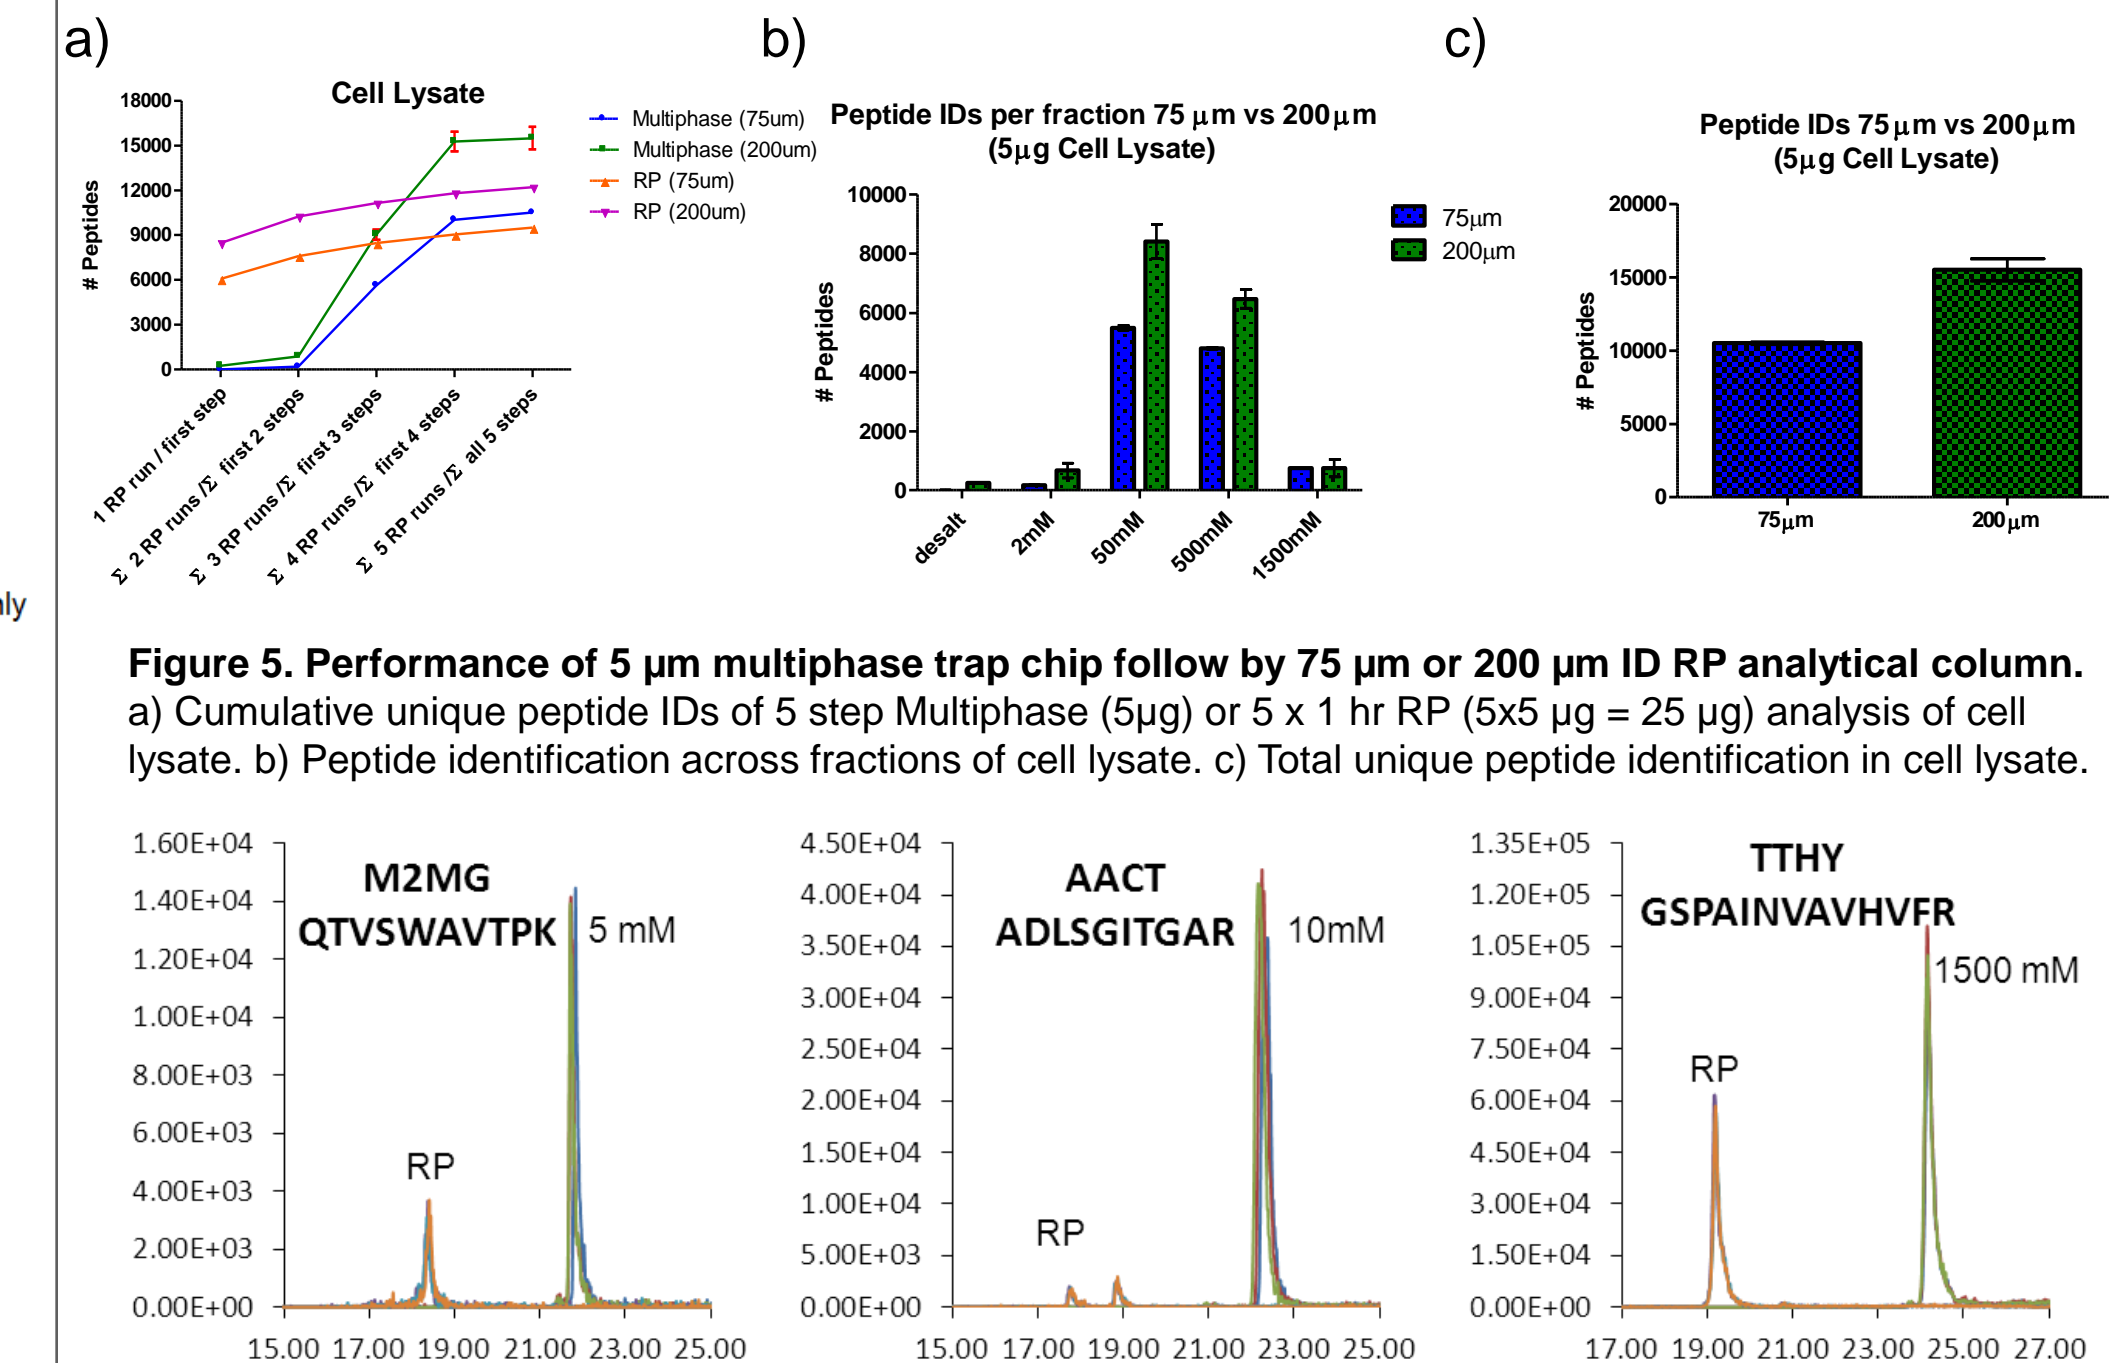 a)
Cell Lysate
# Peptides
18000
15000
12000
9000
6000
3000
0
Multiphase (75um)
Multiphase (200um)
RP (75um)
RP (200um)
1 RP run / first step
Σ 2 RP runs /Σ first 2 steps
Σ 3 RP runs /Σ first 3 steps
Σ 4 RP runs /Σ first 4 steps
Σ 5 RP runs /Σ all 5 steps
b)
Peptide IDs per fraction 75 μm vs 200μm
(5μg Cell Lysate)
# Peptides
10000
8000
6000
4000
2000
0
desalt
2mM
50mM
500mM
1500mM
75μm
200μm
c)
Peptide IDs 75μm vs 200μm
(5μg Cell Lysate)
# Peptides
20000
15000
10000
5000
0
75μm
200μm
Figure 5. Performance of 5 µm multiphase trap chip follow by 75 µm or 200 µm ID RP analytical column.
a) Cumulative unique peptide IDs of 5 step Multiphase (5µg) or 5 x 1 hr RP (5x5 µg = 25 µg) analysis of cell
lysate. b) Peptide identification across fractions of cell lysate. c) Total unique peptide identification in cell lysate.
M2MG
QTVSWAVTPK
5 mM
RP
1.60E+04
1.40E+04
1.20E+04
1.00E+04
8.00E+03
6.00E+03
4.00E+03
2.00E+03
0.00E+00
15.00 17.00 19.00 21.00 23.00 25.00
AACT
ADLSGITGAR
10mM
RP
4.50E+04
4.00E+04
3.50E+04
3.00E+04
2.50E+04
2.00E+04
1.50E+04
1.00E+04
5.00E+03
0.00E+00
15.00 17.00 19.00 21.00 23.00 25.00
TTHY
GSPAINVAVHVFR
1500 mM
RP
1.35E+05
1.20E+05
1.05E+05
9.00E+04
7.50E+04
6.00E+04
4.50E+04
3.00E+04
1.50E+04
0.00E+00
17.00 19.00 21.00 23.00 25.00 27.00